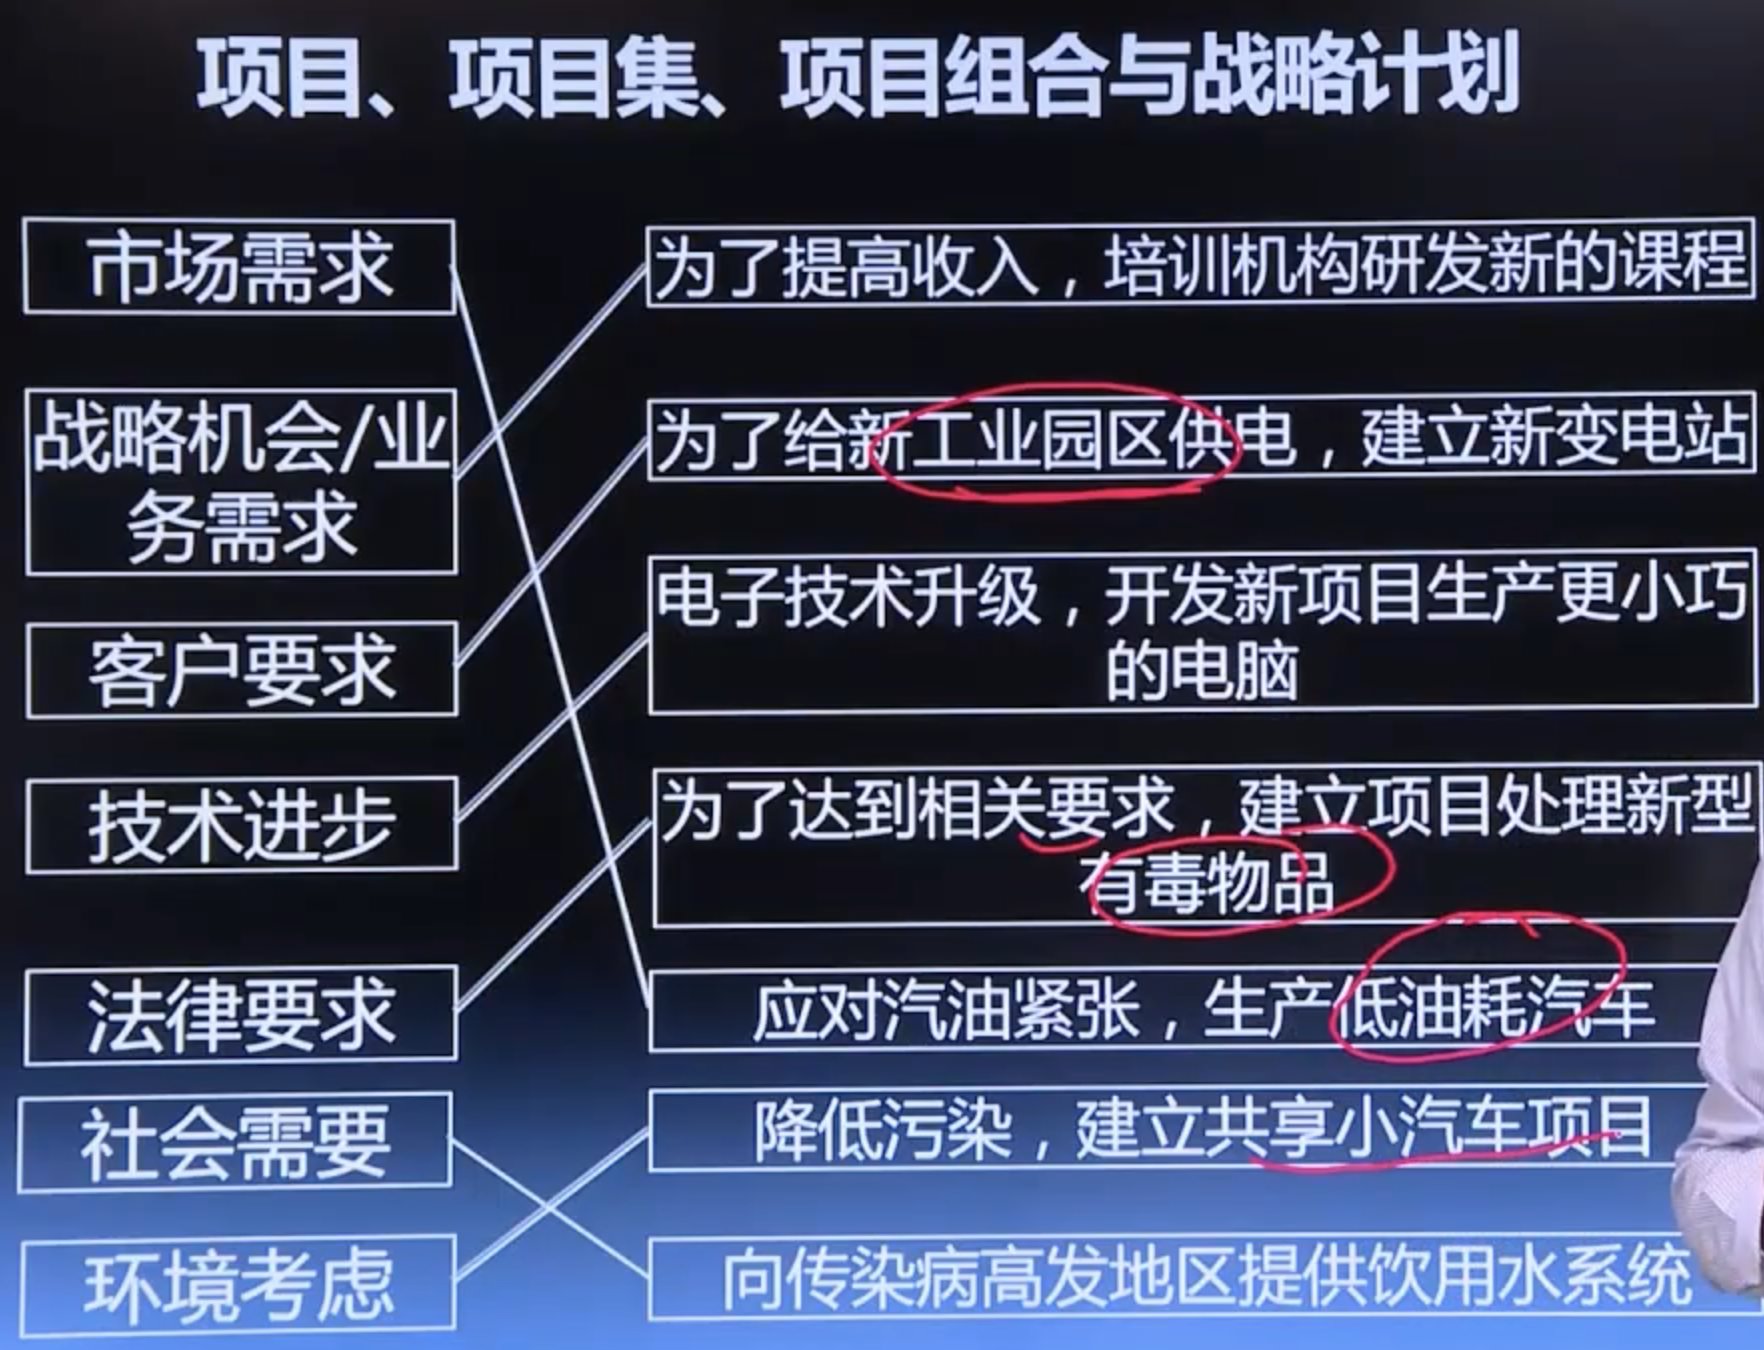 项目、项目集、项目组合与战略计划
市场需求
为了提高收入，培训机构研发新的课程
战略机会/业
务需求
为了给新工业园区供电，建立新变电站
客户要求
电子技术升级，开发新项目生产更小巧
的电脑
技术进步
为了达到相关要求，建立项目处理新型
有毒物品
法律要求
应对汽油紧张，生产低油耗汽车
社会需要
降低污染，建立共享小汽车项目
环境考虑
向传染病高发地区提供饮用水系统